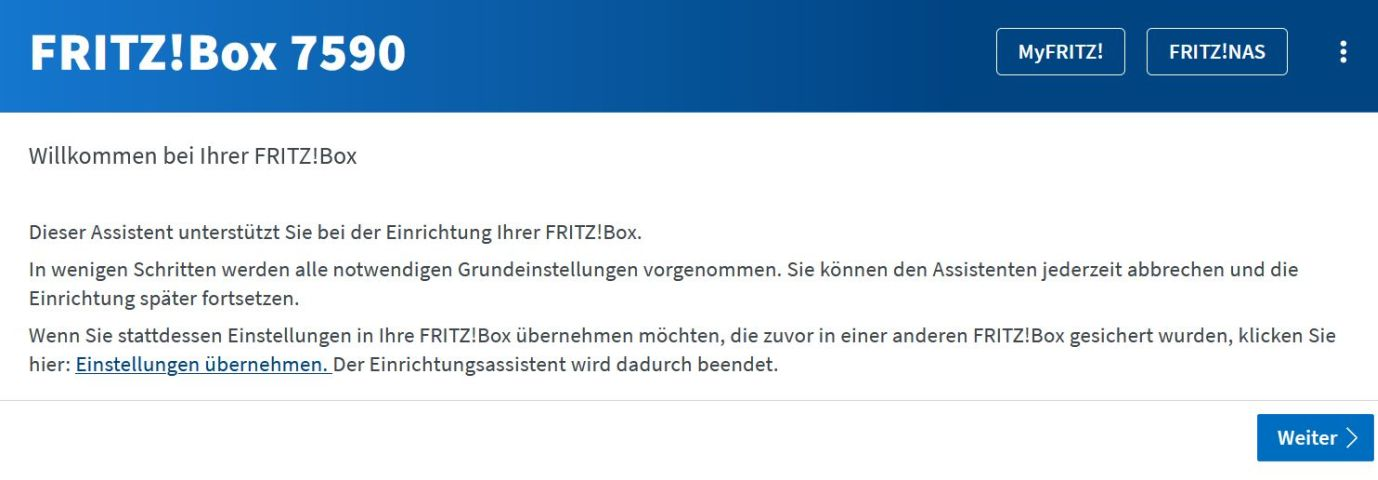 FRITZ!Box 7590
MyFRITZ!
FRITZ!NAS
Willkommen bei Ihrer FRITZ!Box
Dieser Assistent unterstützt Sie bei der Einrichtung Ihrer FRITZ!Box.
In wenigen Schritten werden alle notwendigen Grundeinstellungen vorgenommen. Sie können den Assistenten jederzeit abbrechen und die
Einrichtung später fortsetzen.
Wenn Sie stattdessen Einstellungen in Ihre FRITZ!Box übernehmen möchten, die zuvor in einer anderen FRITZ!Box gesichert wurden, klicken Sie
hier: Einstellungen übernehmen. Der Einrichtungsassistent wird dadurch beendet.
Weiter